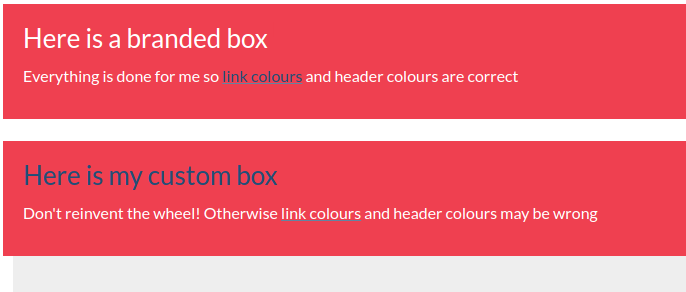 Here is a branded box
Everything is done for me so link colours and header colours are correct
Here is my custom box
Don't reinvent the wheel! Otherwise link colours and header colours may be wrong